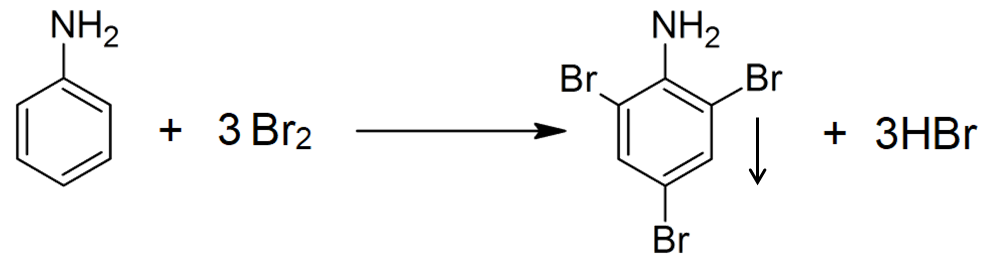 NH₂ NH₂
Br Br
+ 3 Br₂ + 3HBr
Br